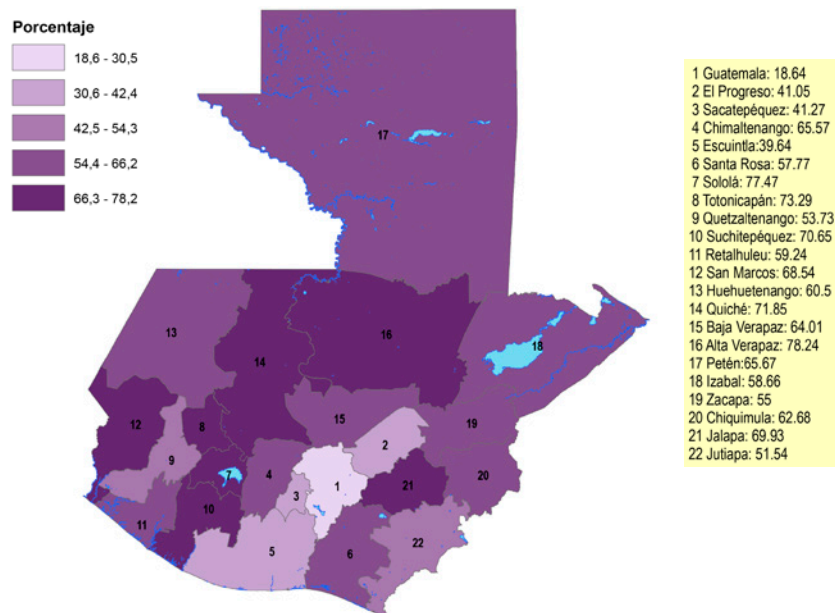 Porcentaje
18,6 - 30,5
30,6 - 42,4
42,5 - 54,3
54,4 - 66,2
66,3 - 78,2
1 Guatemala: 18.64
2 El Progreso: 41.05
3 Sacatepéquez: 41.27
4 Chimaltenango: 65.57
5 Escuintla: 39.64
6 Santa Rosa: 57.77
7 Sololá: 77.47
8 Totonicapán: 73.29
9 Quetzaltenango: 53.73
10 Suchitepéquez: 70.65
11 Retalhuleu: 59.24
12 San Marcos: 68.54
13 Huehuetenango: 60.5
14 Quiché: 71.85
15 Baja Verapaz: 64.01
16 Alta Verapaz: 78.24
17 Petén:65.67
18 Izabal: 58.66
19 Zacapa: 55
20 Chiquimula: 62.68
21 Jalapa: 69.93
22 Jutiapa: 51.54
17
13
16
14
18
12
8
15
19
2
9
7
4
20
3
1
21
10
11
5
6
22